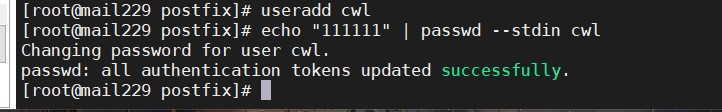 [root@mail229 postfix]# useradd cwl
[root@mail229 postfix]# echo "111111" | passwd --stdin cwl
Changing password for user cwl.
passwd: all authentication tokens updated successfully.
[root@mail229 postfix]#